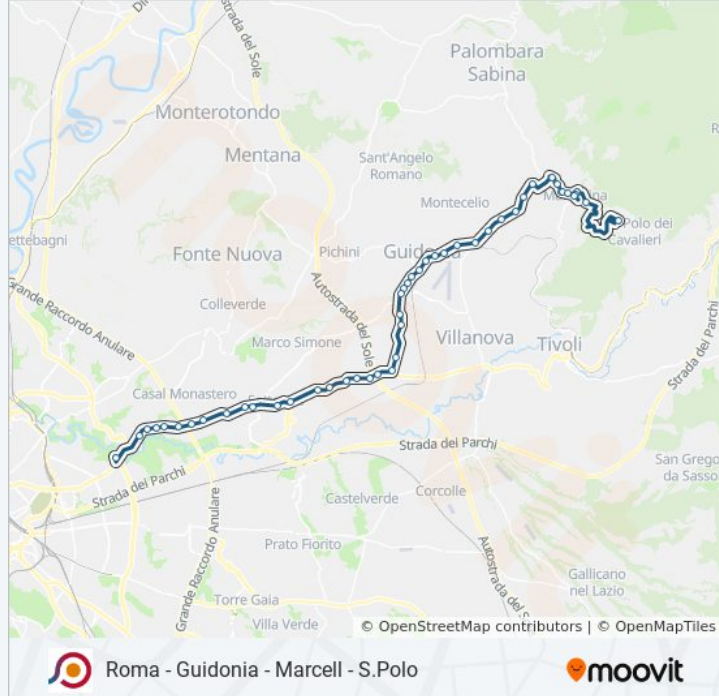 Palombara
Sabina
Strada del Sole
Monterotondo
Mentana
Sant'Angelo
Romano
Montecelio
Polo dei
Cavalieri
ettebagni
Fonte Nuova
Pichini
Grande Raccordo Anulare
Colleverde
Autostrada del Sole
Marco Simone
Villanova
Tivoli
Strada dei Parchi
Casal Monastero
Strada dei Parchi
San Grego
da Sasso
Strada dei Parchi
Corcolle
Castelverde
Grande Raccordo Anulare
Prato Fiorito
Gallicano
nel Lazio
Torre Gaia
Villa Verde
© OpenStreetMap contributors | © OpenMapTiles
Roma - Guidonia - Marcell - S.Polo
moovit